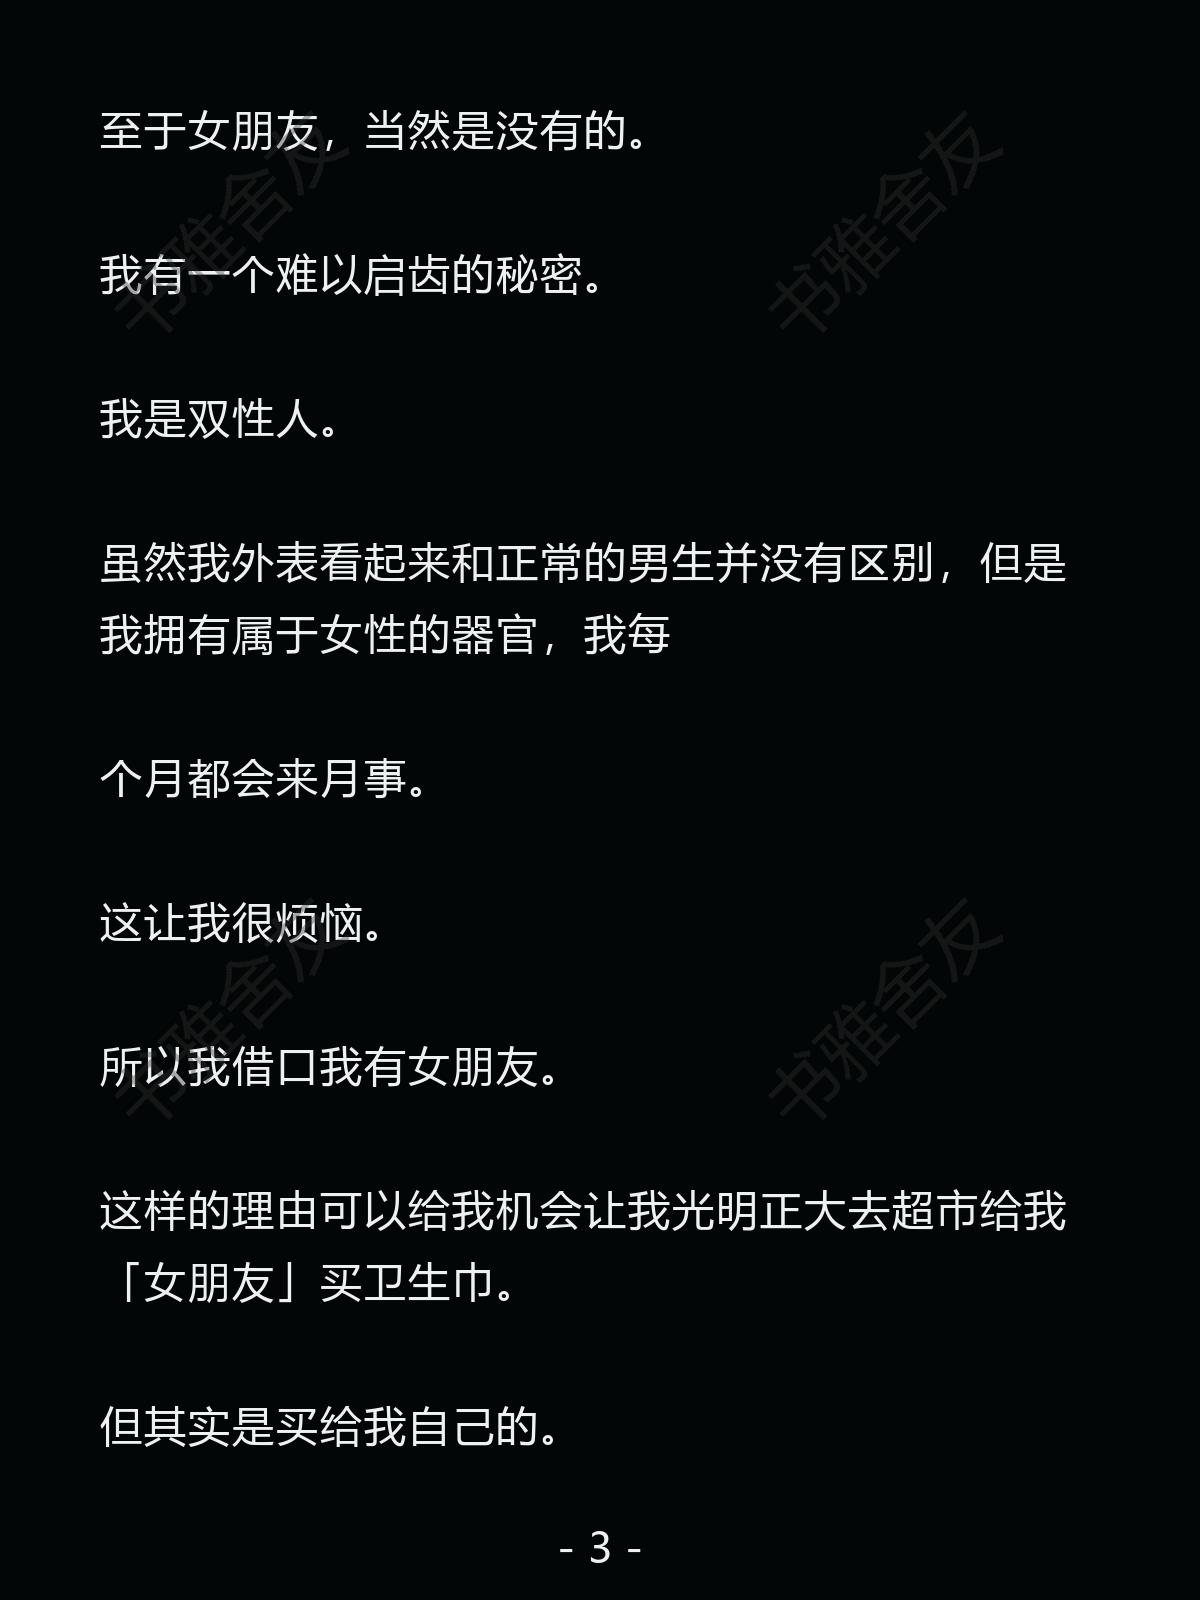 至于女朋友，当然是没有的。
我有一个难以启齿的秘密。
我是双性人。
虽然我外表看起来和正常的男生并没有区别，但是
我拥有属于女性的器官，我每
个月都会来月事。
这让我很烦恼。
所以我借口我有女朋友。
这样的理由可以给我机会让我光明正大去超市给我
「女朋友」买卫生巾。
但其实是买给我自己的。
- 3 -
书雅舍友
书雅舍友
书雅舍友
书雅舍友